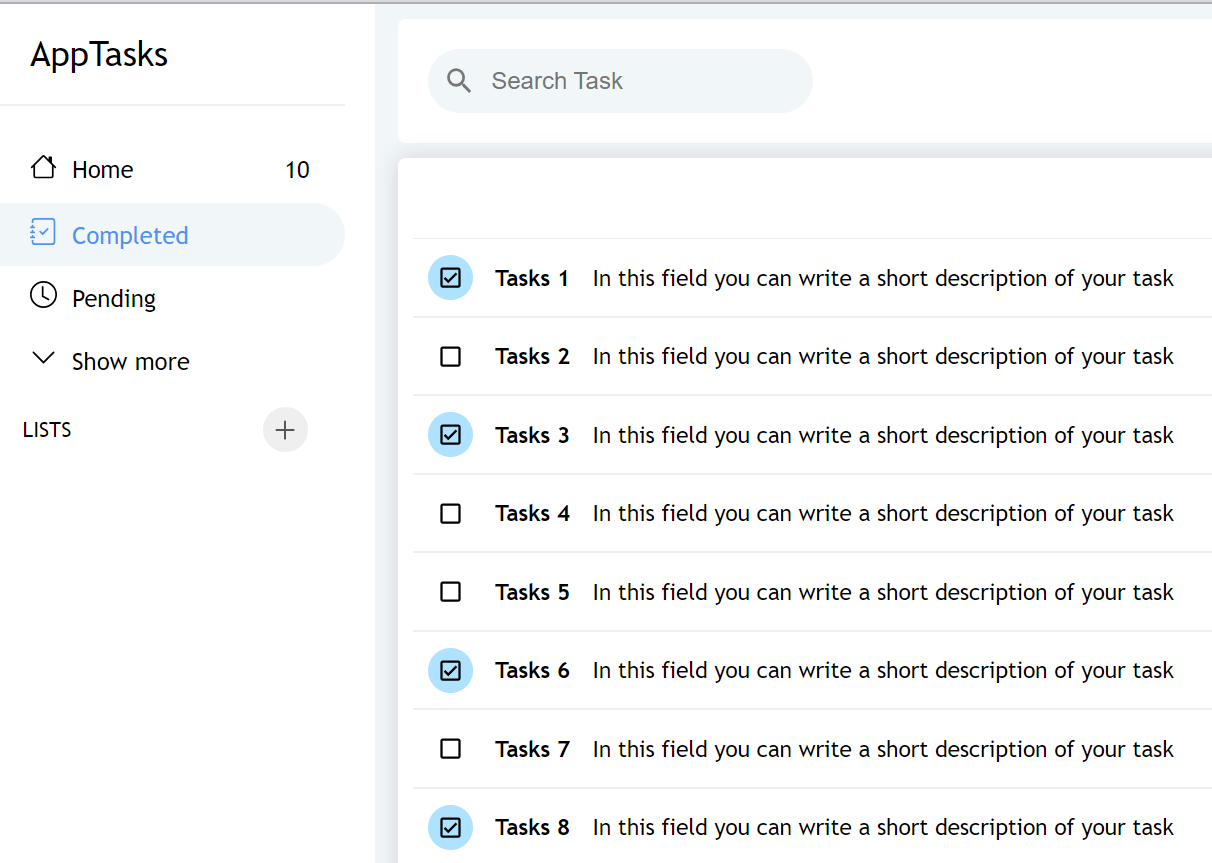 AppTasks
Search Task
Home 10
Completed
Pending
Show more
LISTS
Tasks 1 In this field you can write a short description of your task
Tasks 2 In this field you can write a short description of your task
Tasks 3 In this field you can write a short description of your task
Tasks 4 In this field you can write a short description of your task
Tasks 5 In this field you can write a short description of your task
Tasks 6 In this field you can write a short description of your task
Tasks 7 In this field you can write a short description of your task
Tasks 8 In this field you can write a short description of your task